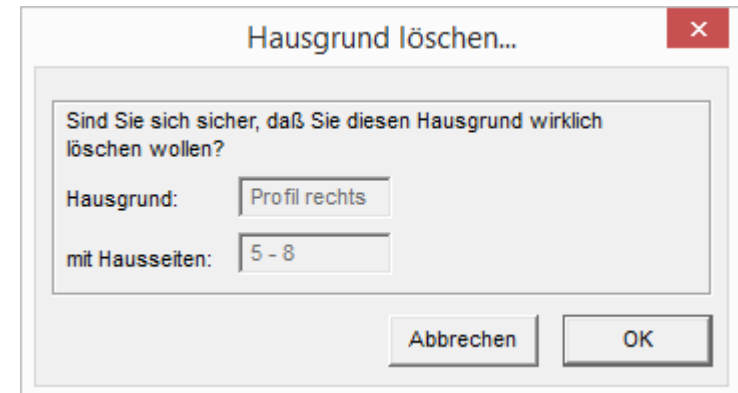 Hausgrund löschen...
Sind Sie sich sicher, daß Sie diesen Hausgrund wirklich
löschen wollen?
Hausgrund: Profil rechts
mit Hausseiten: 5 - 8
Abbrechen OK